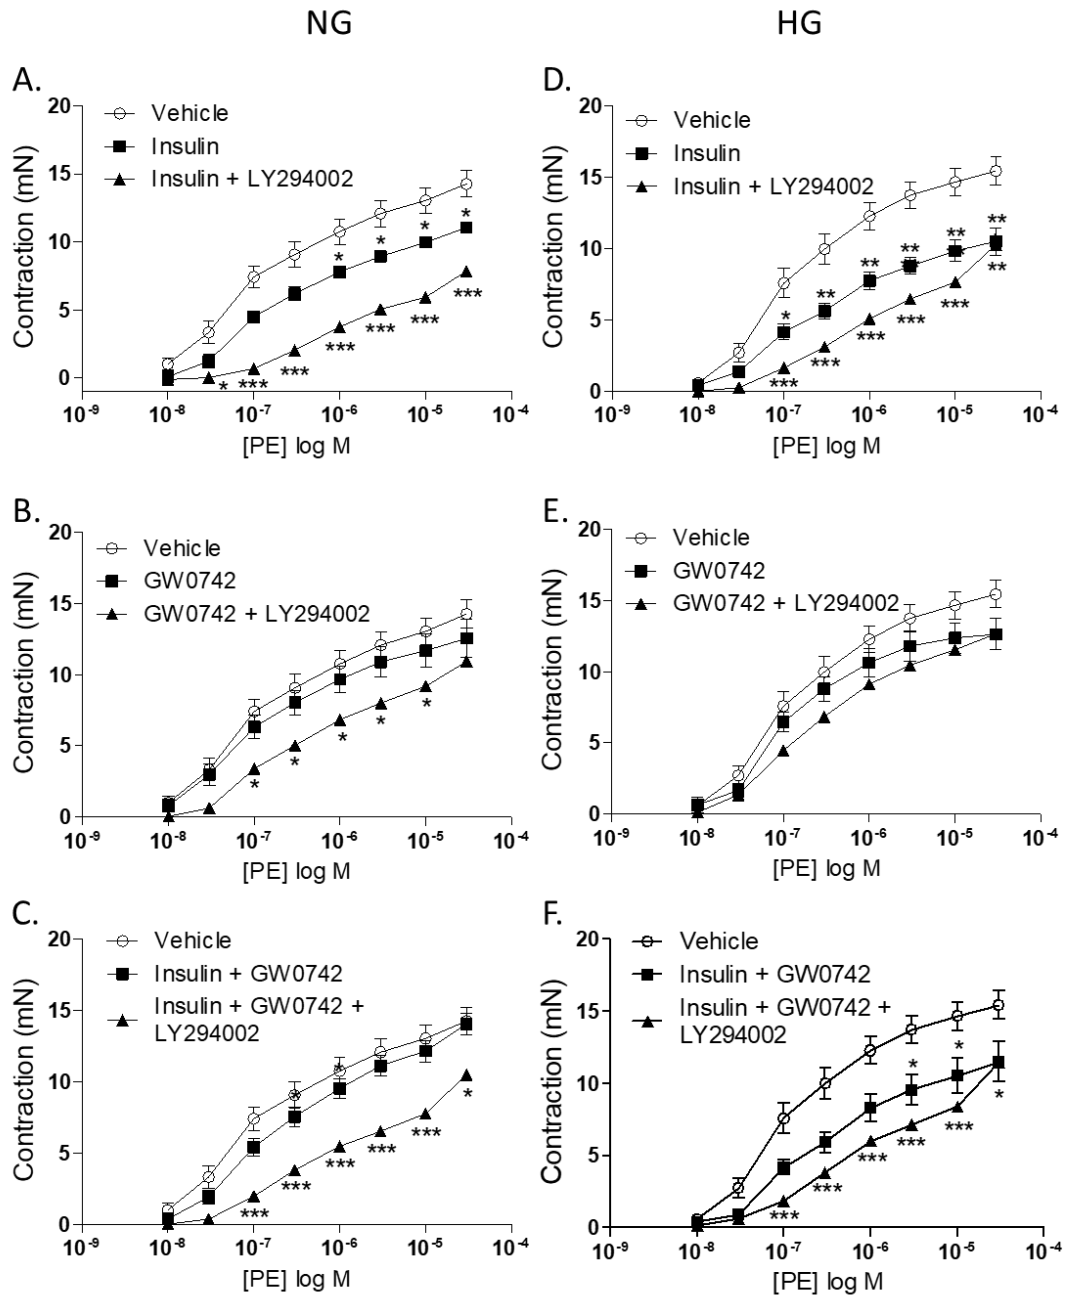 NG
HG
A.
Vehicle
Insulin
Insulin + LY294002
Contraction (mN)
20
15
10
5
0
* * * *
* *** *** *** *** *** ***
10⁻⁹ 10⁻⁸ 10⁻⁷ 10⁻⁶ 10⁻⁵ 10⁻⁴
[PE] log M
D.
Vehicle
Insulin
Insulin + LY294002
Contraction (mN)
20
15
10
5
0
* ** ** ** ** **
*** *** *** *** *** **
10⁻⁹ 10⁻⁸ 10⁻⁷ 10⁻⁶ 10⁻⁵ 10⁻⁴
[PE] log M
B.
Vehicle
GW0742
GW0742 + LY294002
Contraction (mN)
20
15
10
5
0
* * * * *
10⁻⁹ 10⁻⁸ 10⁻⁷ 10⁻⁶ 10⁻⁵ 10⁻⁴
[PE] log M
E.
Vehicle
GW0742
GW0742 + LY294002
Contraction (mN)
20
15
10
5
0
10⁻⁹ 10⁻⁸ 10⁻⁷ 10⁻⁶ 10⁻⁵ 10⁻⁴
[PE] log M
C.
Vehicle
Insulin + GW0742
Insulin + GW0742 +
LY294002
Contraction (mN)
20
15
10
5
0
* *
*** *** *** *** *** *
10⁻⁹ 10⁻⁸ 10⁻⁷ 10⁻⁶ 10⁻⁵ 10⁻⁴
[PE] log M
F.
Vehicle
Insulin + GW0742
Insulin + GW0742 +
LY294002
Contraction (mN)
20
15
10
5
0
* *
*** *** *** *** *** *
10⁻⁹ 10⁻⁸ 10⁻⁷ 10⁻⁶ 10⁻⁵ 10⁻⁴
[PE] log M